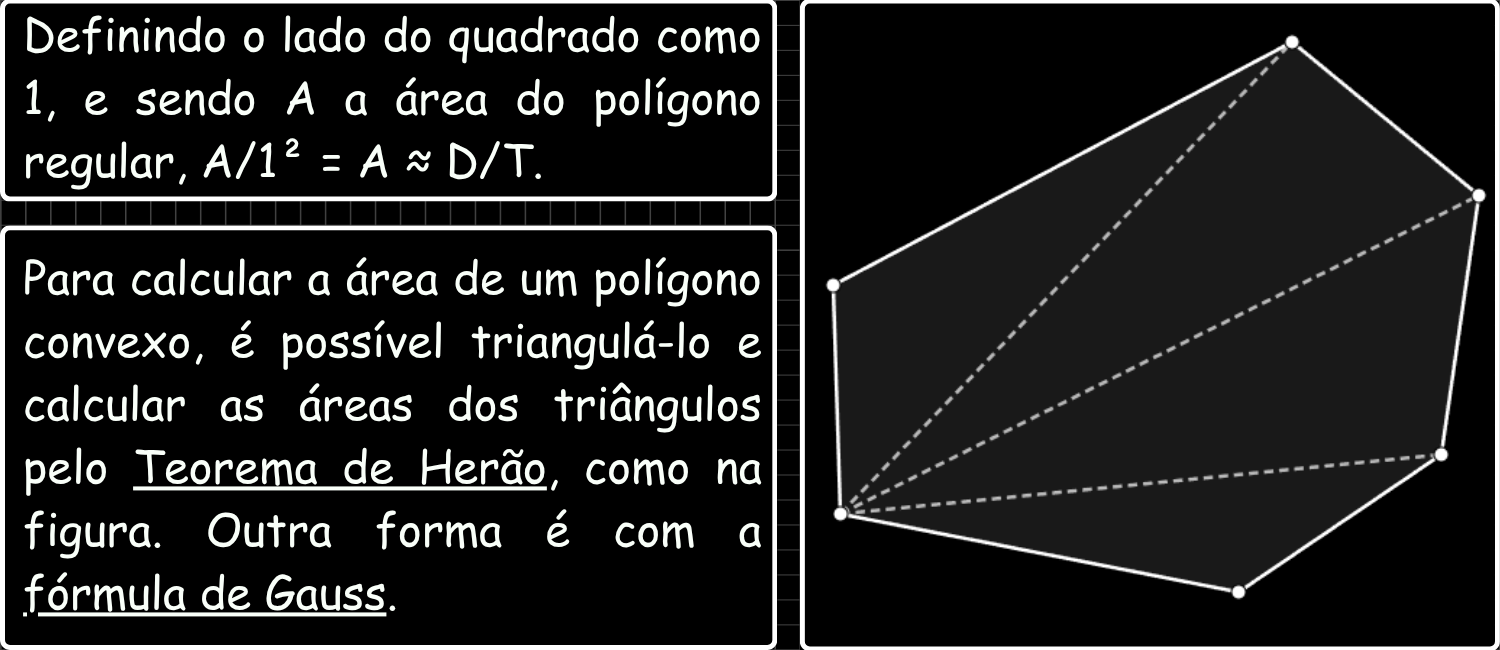 Definindo o lado do quadrado como
1, e sendo A a área do polígono
regular, A/1² = A ≈ D/T.
Para calcular a área de um polígono
convexo, é possível triangulá-lo e
calcular as áreas dos triângulos
pelo Teorema de Herão, como na
figura. Outra forma é com a
fórmula de Gauss.